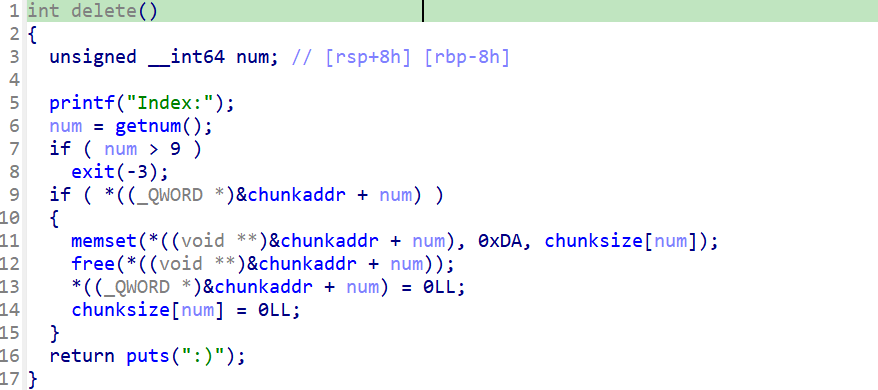 1 int delete()
2 {
3   unsigned __int64 num; // [rsp+8h] [rbp-8h]
4
5   printf("Index:");
6   num = getnum();
7   if ( num > 9 )
8     exit(-3);
9   if ( *((_QWORD *)&chunkaddr + num) )
10   {
11     memset(*((void **)&chunkaddr + num), 0xDA, chunksize[num]);
12     free(*((void **)&chunkaddr + num));
13     *((_QWORD *)&chunkaddr + num) = 0LL;
14     chunksize[num] = 0LL;
15   }
16   return puts(":)");
17 }